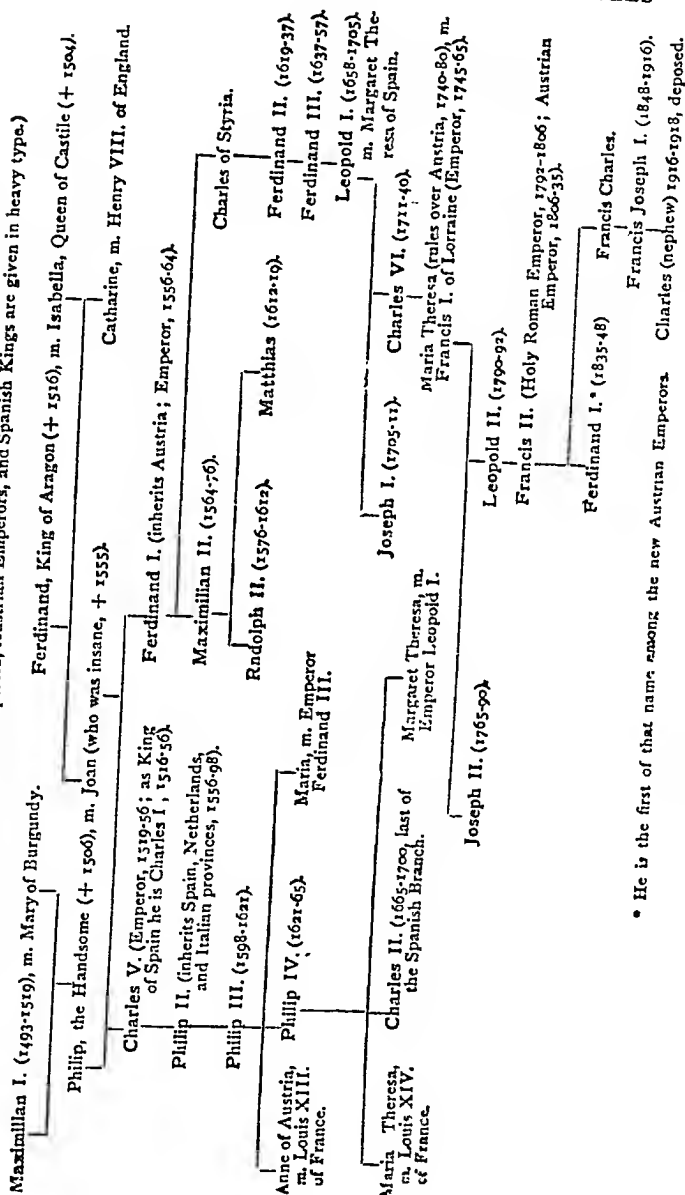 Emperors, and Spanish Kings are given in heavy type.)
Maximilian I. (1493-1519), m. Mary of Burgundy.
Ferdinand, King of Aragon (+ 1516), m. Isabella, Queen of Castile (+ 1504).
Philip, the Handsome (+ 1506), m. Joan (who was insane, + 1555).
Catharine, m. Henry VIII. of England.
Charles V. (Emperor, 1519-56; as King
of Spain he is Charles I, 1516-56).
Ferdinand I. (inherits Austria; Emperor, 1556-64).
Philip II. (inherits Spain, Netherlands,
and Italian provinces, 1556-98).
Maximilian II. (1564-76).
Charles of Styria.
Philip III. (1598-1621).
Rndolph II. (1576-1612).
Matthias (1612-19).
Ferdinand II. (1619-37).
Ferdinand III. (1637-57).
Anne of Austria,
m. Louis XIII.
of France.
Philip IV. (1621-65).
Maria, m. Emperor
Ferdinand III.
Leopold I. (1658-1705).
m. Margaret The-
resa of Spain.
Maria Theresa,
m. Louis XIV.
of France.
Charles II. (1665-1700, last of
the Spanish Branch.
Margaret Theresa, m.
Emperor Leopold I.
Joseph I. (1705-11).
Charles VI. (1711-40).
Maria Theresa (rules over Austria, 1740-80), m.
Francis I. of Lorraine (Emperor, 1745-65).
Joseph II. (1765-90).
Leopold II. (1790-92).
Francis II. (Holy Roman Emperor, 1792-1806; Austrian
Emperor, 1806-35).
Ferdinand I.* (1835-48)
Francis Charles.
Francis Joseph I. (1848-1916).
Charles (nephew) 1916-1918, deposed.
* He is the first of that name among the new Austrian Emperors.